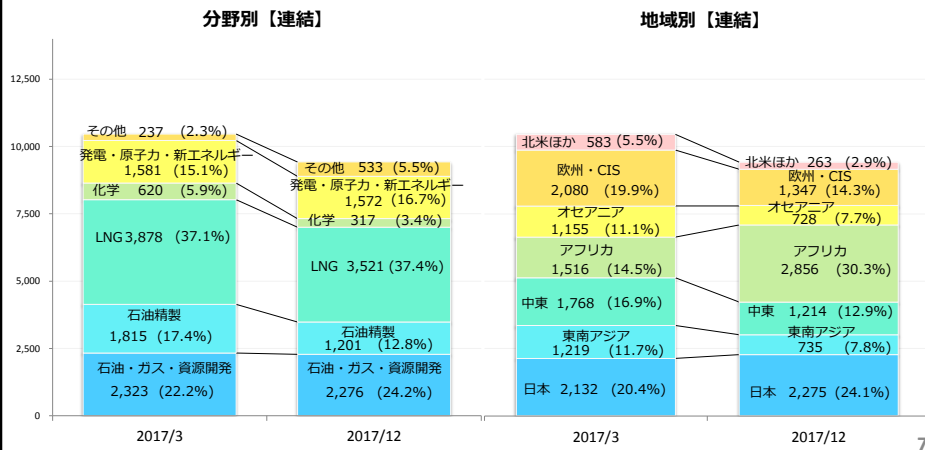 分野別【連結】
12,500
10,000
7,500
5,000
2,500
0
その他 237 (2.3%)
発電・原子力・新エネルギー
1,581 (15.1%)
化学 620 (5.9%)
LNG 3,878 (37.1%)
石油精製
1,815 (17.4%)
石油・ガス・資源開発
2,323 (22.2%)
2017/3
その他 533 (5.5%)
発電・原子力・新エネルギー
1,572 (16.7%)
化学 317 (3.4%)
LNG 3,521 (37.4%)
石油精製
1,201 (12.8%)
石油・ガス・資源開発
2,276 (24.2%)
2017/12
地域別【連結】
北米ほか 583 (5.5%)
欧州・CIS
2,080 (19.9%)
オセアニア
1,155 (11.1%)
アフリカ
1,516 (14.5%)
中東 1,768 (16.9%)
東南アジア
1,219 (11.7%)
日本 2,132 (20.4%)
2017/3
北米ほか 263 (2.9%)
欧州・CIS
1,347 (14.3%)
オセアニア
728 (7.7%)
アフリカ
2,856 (30.3%)
中東 1,214 (12.9%)
東南アジア
735 (7.8%)
日本 2,275 (24.1%)
2017/12
7